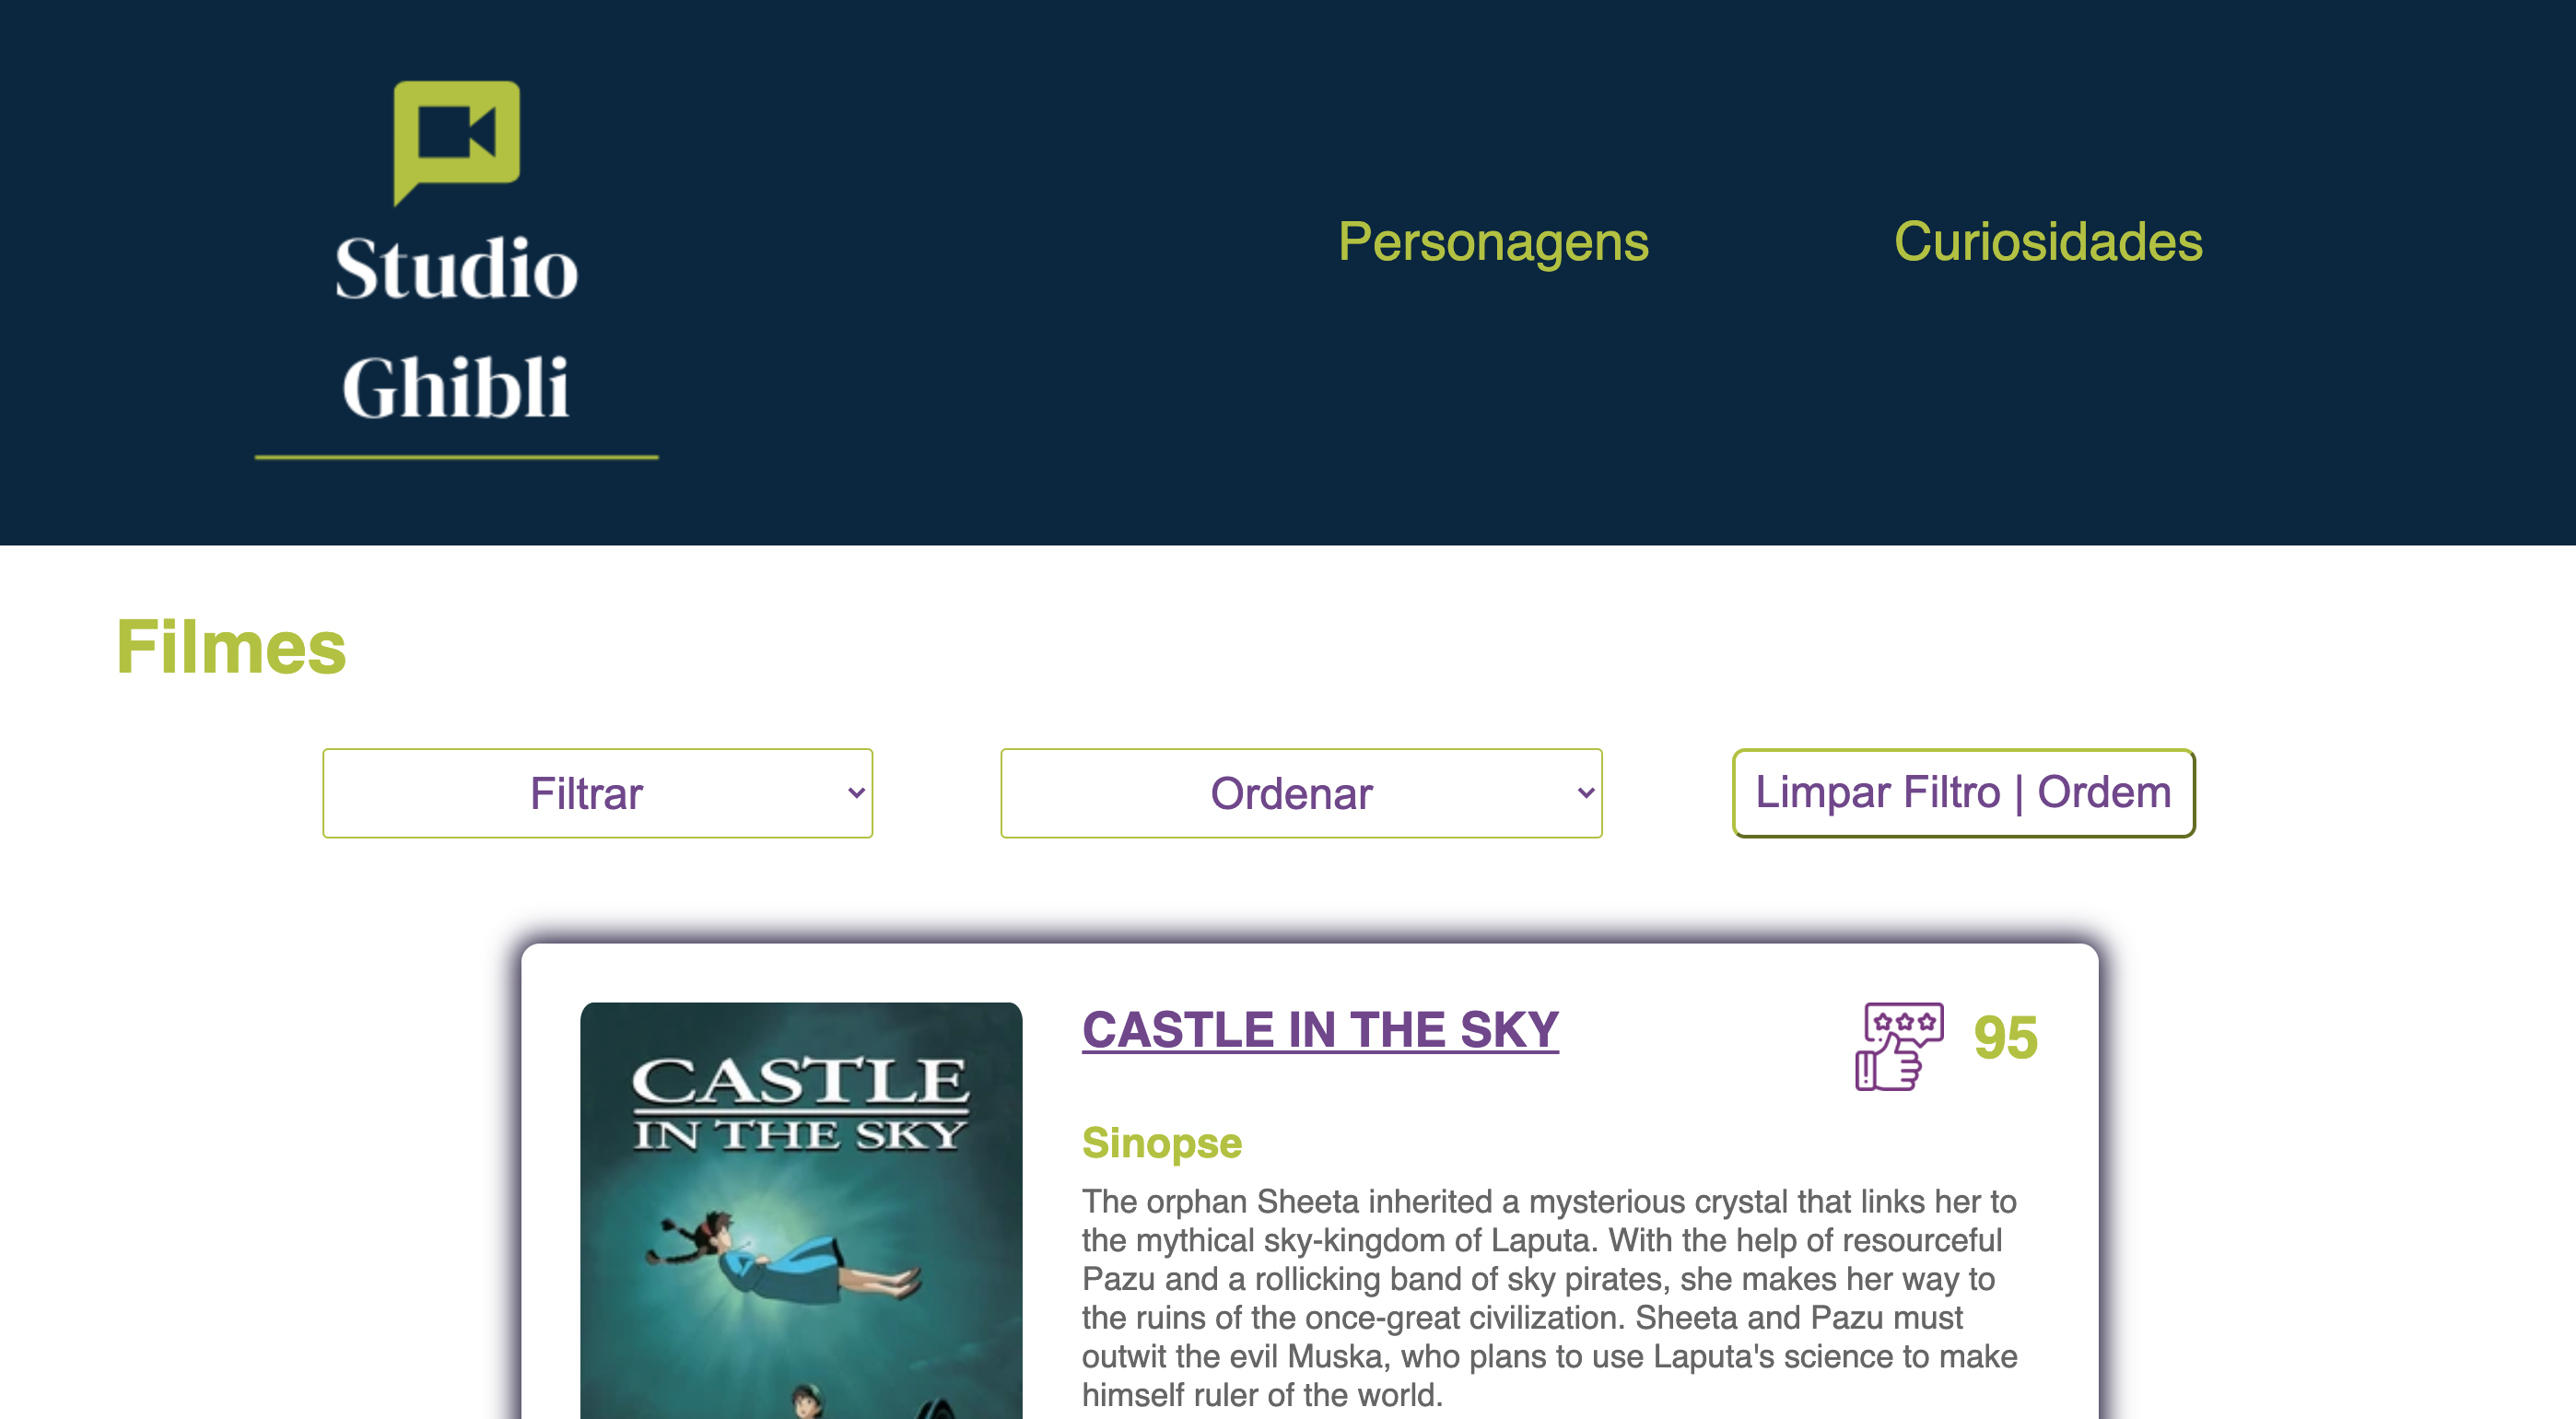 Studio
Ghibli
Personagens
Curiosidades
Filmes
Filtrar
Ordenar
Limpar Filtro | Ordem
CASTLE
IN THE SKY
CASTLE IN THE SKY
95
Sinopse
The orphan Sheeta inherited a mysterious crystal that links her to
the mythical sky-kingdom of Laputa. With the help of resourceful
Pazu and a rollicking band of sky pirates, she makes her way to
the ruins of the once-great civilization. Sheeta and Pazu must
outwit the evil Muska, who plans to use Laputa's science to make
himself ruler of the world.